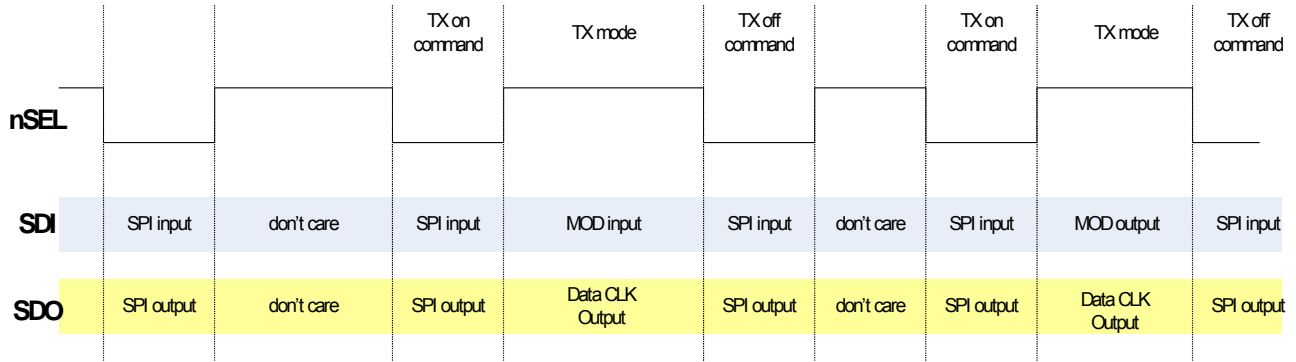 TX on command
TX mode
TX off command
TX on command
TX mode
TX off command
nSEL
SDI
SPI input
don't care
SPI input
MOD input
SPI input
don't care
SPI input
MOD output
SPI input
SDO
SPI output
don't care
SPI output
Data CLK Output
SPI output
don't care
SPI output
Data CLK Output
SPI output